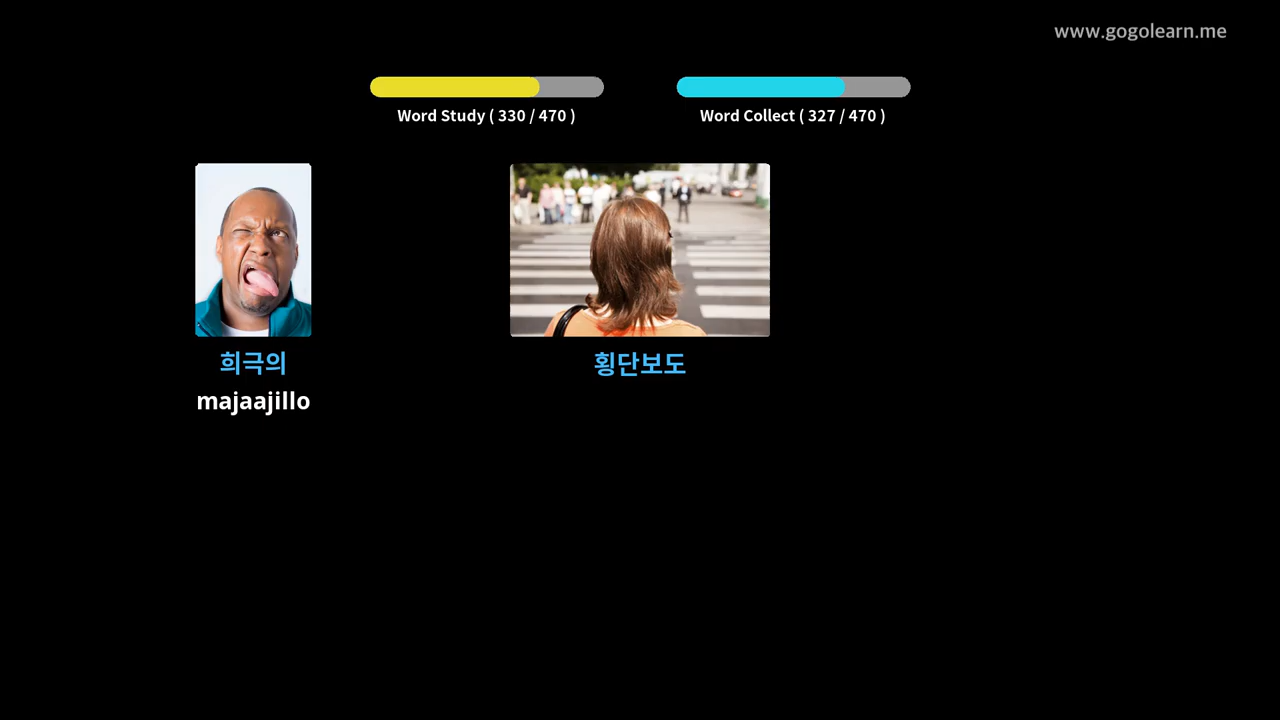 www.gogolearn.me
Word Study ( 330 / 470 )
Word Collect ( 327 / 470 )
희극의
횡단보도
majaajillo